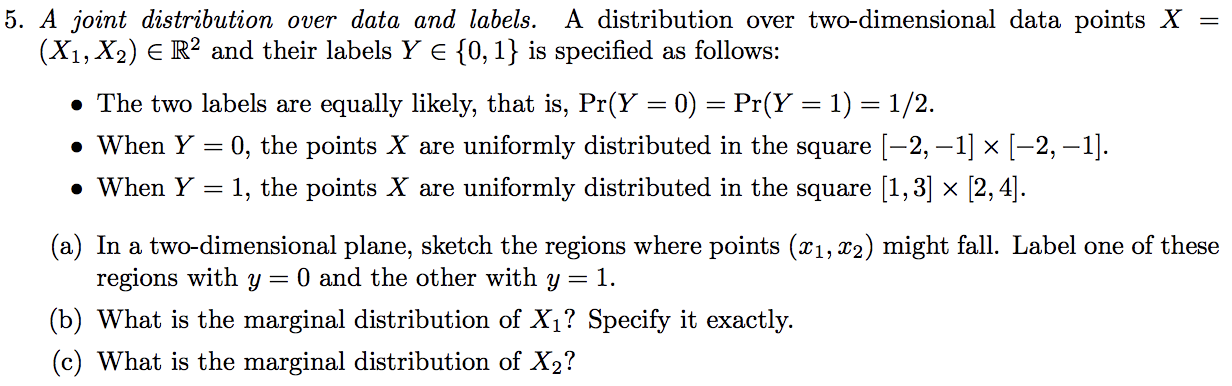 5. A joint distribution over data and labels. A distribution over two-dimensional data points X =
(X₁, X₂) ∈ ℝ² and their labels Y ∈ {0, 1} is specified as follows:
• The two labels are equally likely, that is, Pr(Y = 0) = Pr(Y = 1) = 1/2.
• When Y = 0, the points X are uniformly distributed in the square [−2, −1] × [−2, −1].
• When Y = 1, the points X are uniformly distributed in the square [1, 3] × [2, 4].
(a) In a two-dimensional plane, sketch the regions where points (x₁, x₂) might fall. Label one of these
regions with y = 0 and the other with y = 1.
(b) What is the marginal distribution of X₁? Specify it exactly.
(c) What is the marginal distribution of X₂?